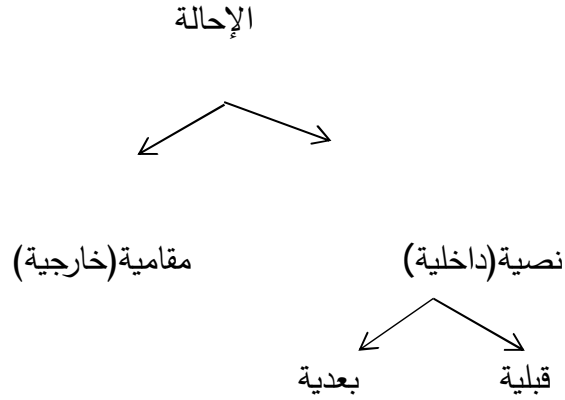 الإحالة
نصية(داخلية) مقامية(خارجية)
قبلية بعدية